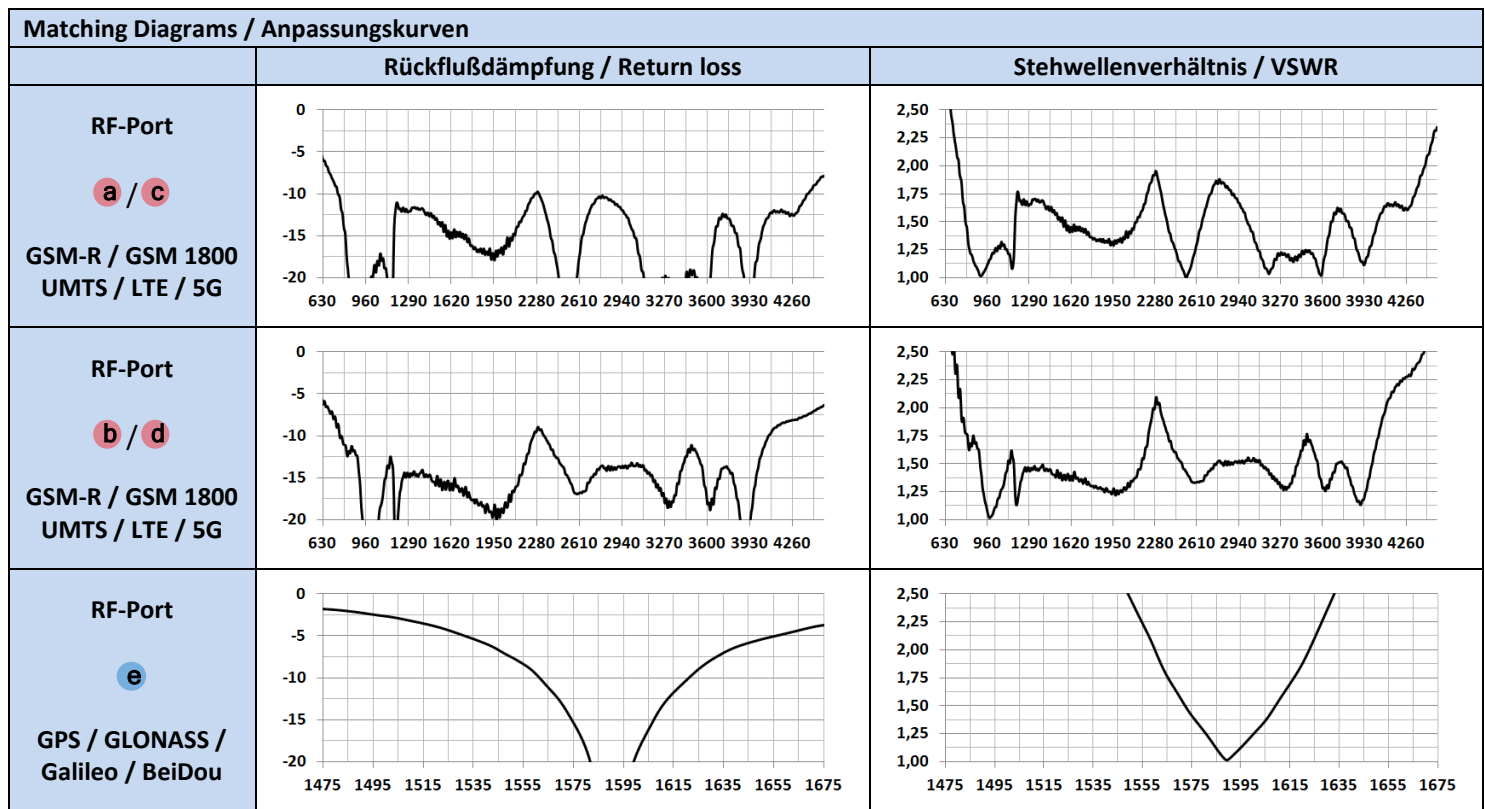 Matching Diagrams / Anpassungskurven
Rückflußdämpfung / Return loss
Stehwellenverhältnis / VSWR
RF-Port
a / c
GSM-R / GSM 1800
UMTS / LTE / 5G
0
-5
-10
-15
-20
630 960 1290 1620 1950 2280 2610 2940 3270 3600 3930 4260
2,50
2,25
2,00
1,75
1,50
1,25
1,00
630 960 1290 1620 1950 2280 2610 2940 3270 3600 3930 4260
RF-Port
b / d
GSM-R / GSM 1800
UMTS / LTE / 5G
0
-5
-10
-15
-20
630 960 1290 1620 1950 2280 2610 2940 3270 3600 3930 4260
2,50
2,25
2,00
1,75
1,50
1,25
1,00
630 960 1290 1620 1950 2280 2610 2940 3270 3600 3930 4260
RF-Port
e
GPS / GLONASS /
Galileo / BeiDou
0
-5
-10
-15
-20
1475 1495 1515 1535 1555 1575 1595 1615 1635 1655 1675
2,50
2,25
2,00
1,75
1,50
1,25
1,00
1475 1495 1515 1535 1555 1575 1595 1615 1635 1655 1675